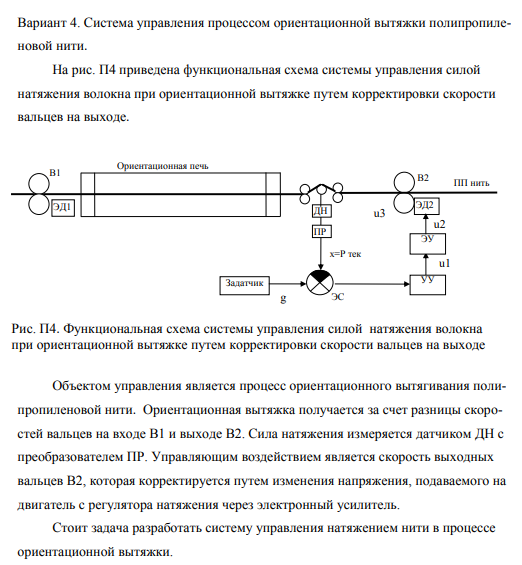 Вариант 4. Система управления процессом ориентационной вытяжки полипропиле-
новой нити.
На рис. П4 приведена функциональная схема системы управления силой
натяжения волокна при ориентационной вытяжке путем корректировки скорости
вальцев на выходе.
Ориентационная печь
В1
В2
ПП нить
ЭД1
ДН
u3
ЭД2
u2
ПР
ЭУ
x=Р тек
u1
Задатчик
УУ
g
ЭС
Рис. П4. Функциональная схема системы управления силой натяжения волокна
при ориентационной вытяжке путем корректировки скорости вальцев на выходе
Объектом управления является процесс ориентационного вытягивания поли-
пропиленовой нити. Ориентационная вытяжка получается за счет разницы скоро-
стей вальцев на входе В1 и выходе В2. Сила натяжения измеряется датчиком ДН с
преобразователем ПР. Управляющим воздействием является скорость выходных
вальцев В2, которая корректируется путем изменения напряжения, подаваемого на
двигатель с регулятора натяжения через электронный усилитель.
Стоит задача разработать систему управления натяжением нити в процессе
ориентационной вытяжки.